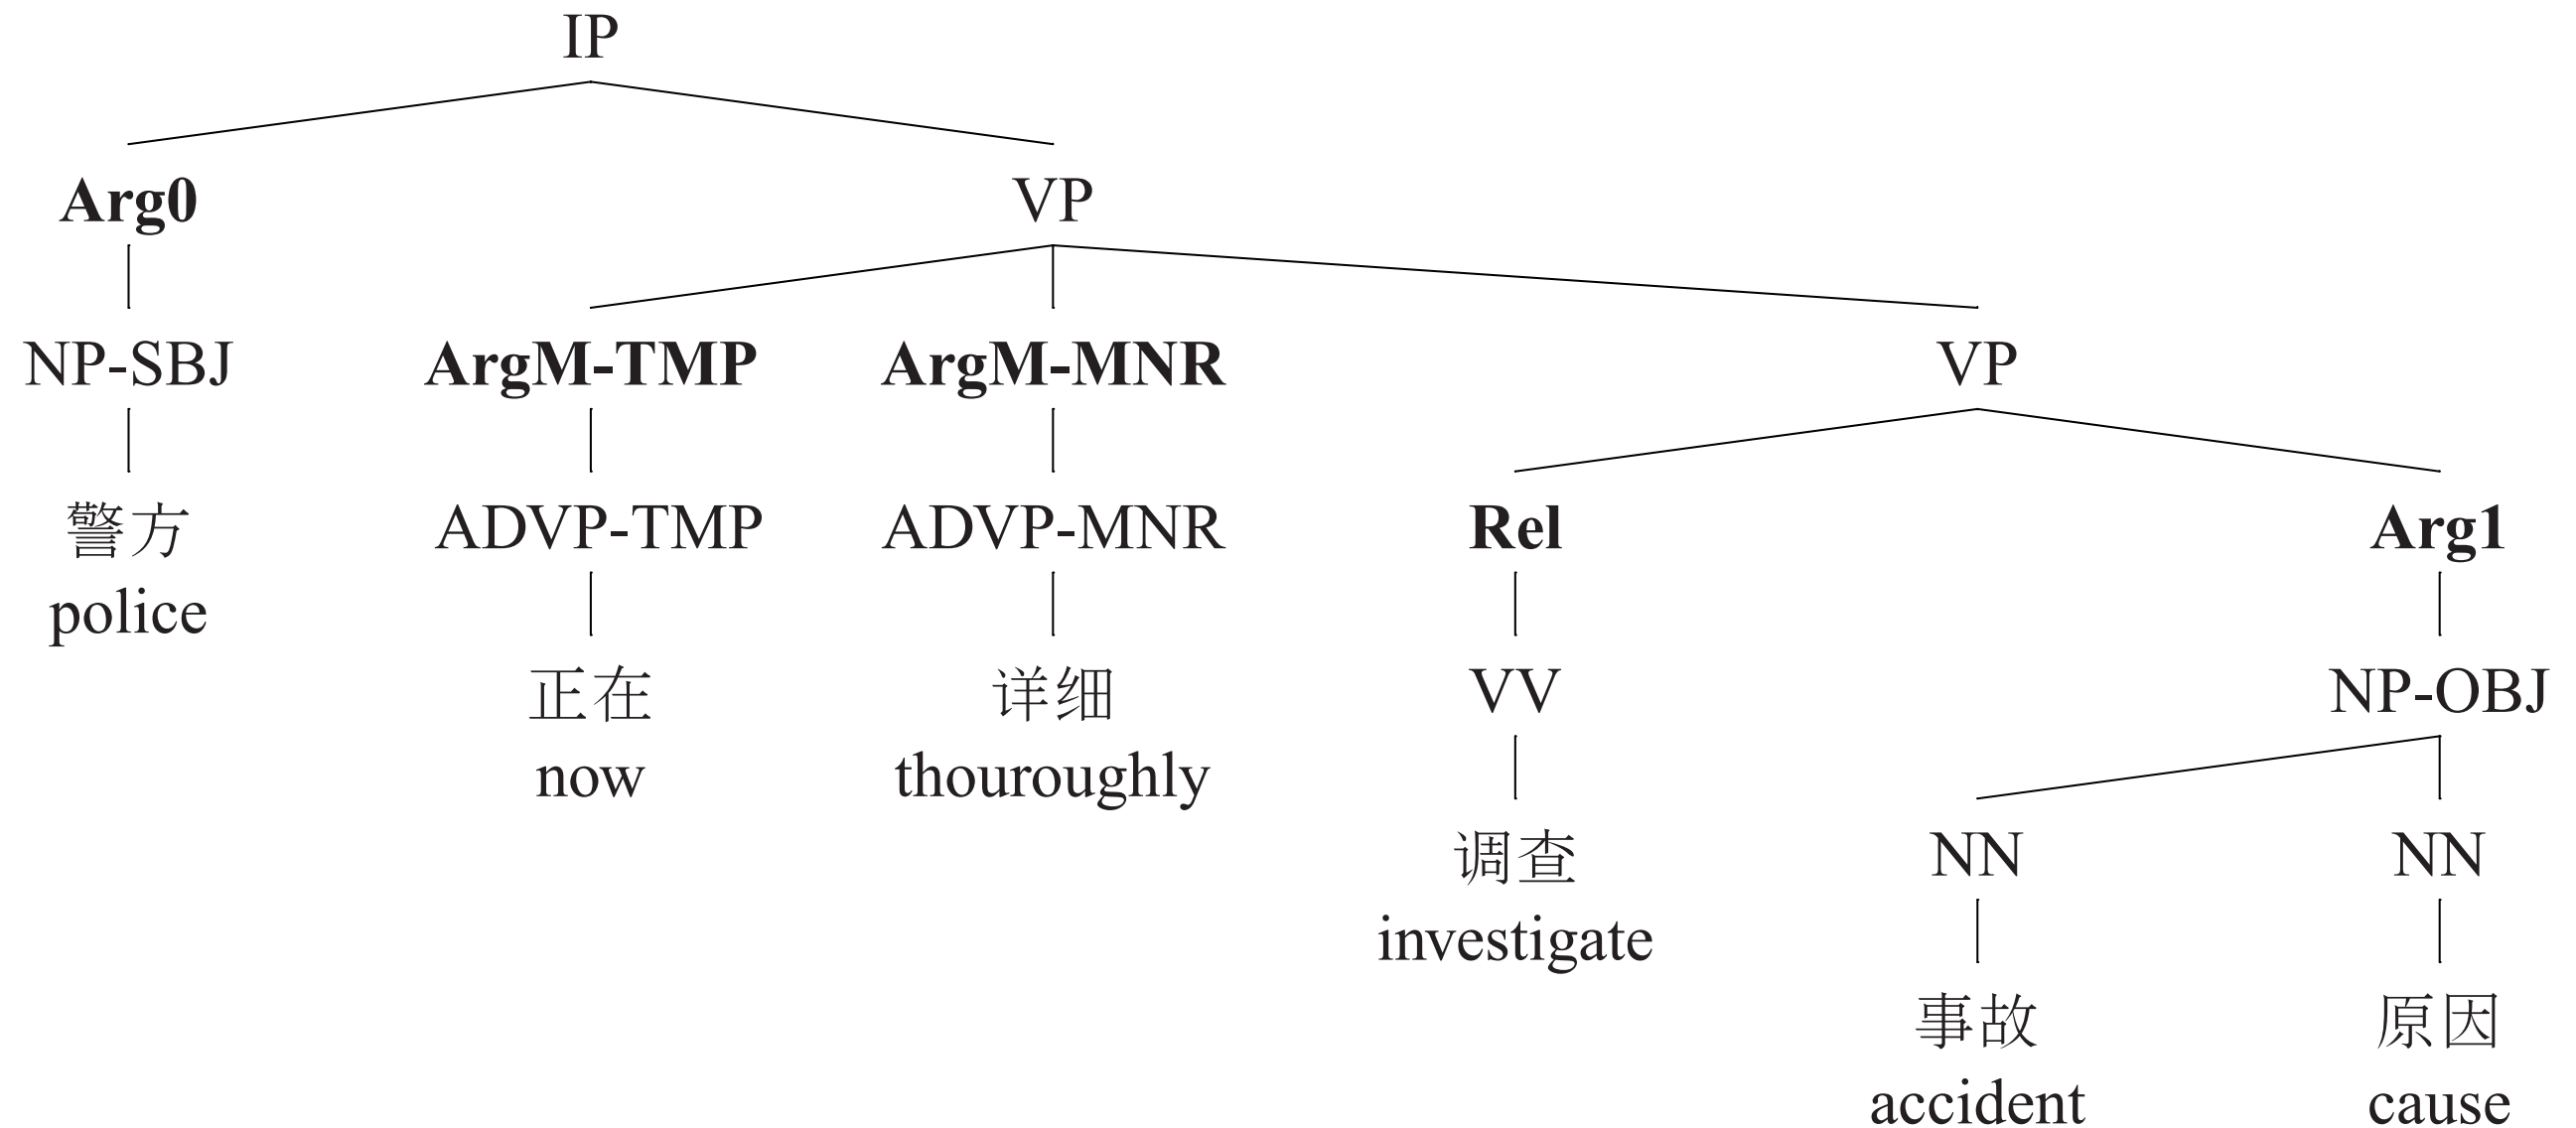 IP
Arg0 VP
NP-SBJ ArgM-TMP ArgM-MNR VP
警方 ADVP-TMP ADVP-MNR Rel Arg1
police
正在 详细 VV NP-OBJ
now thouroughly
调查 NN NN
investigate
事故 原因
accident cause